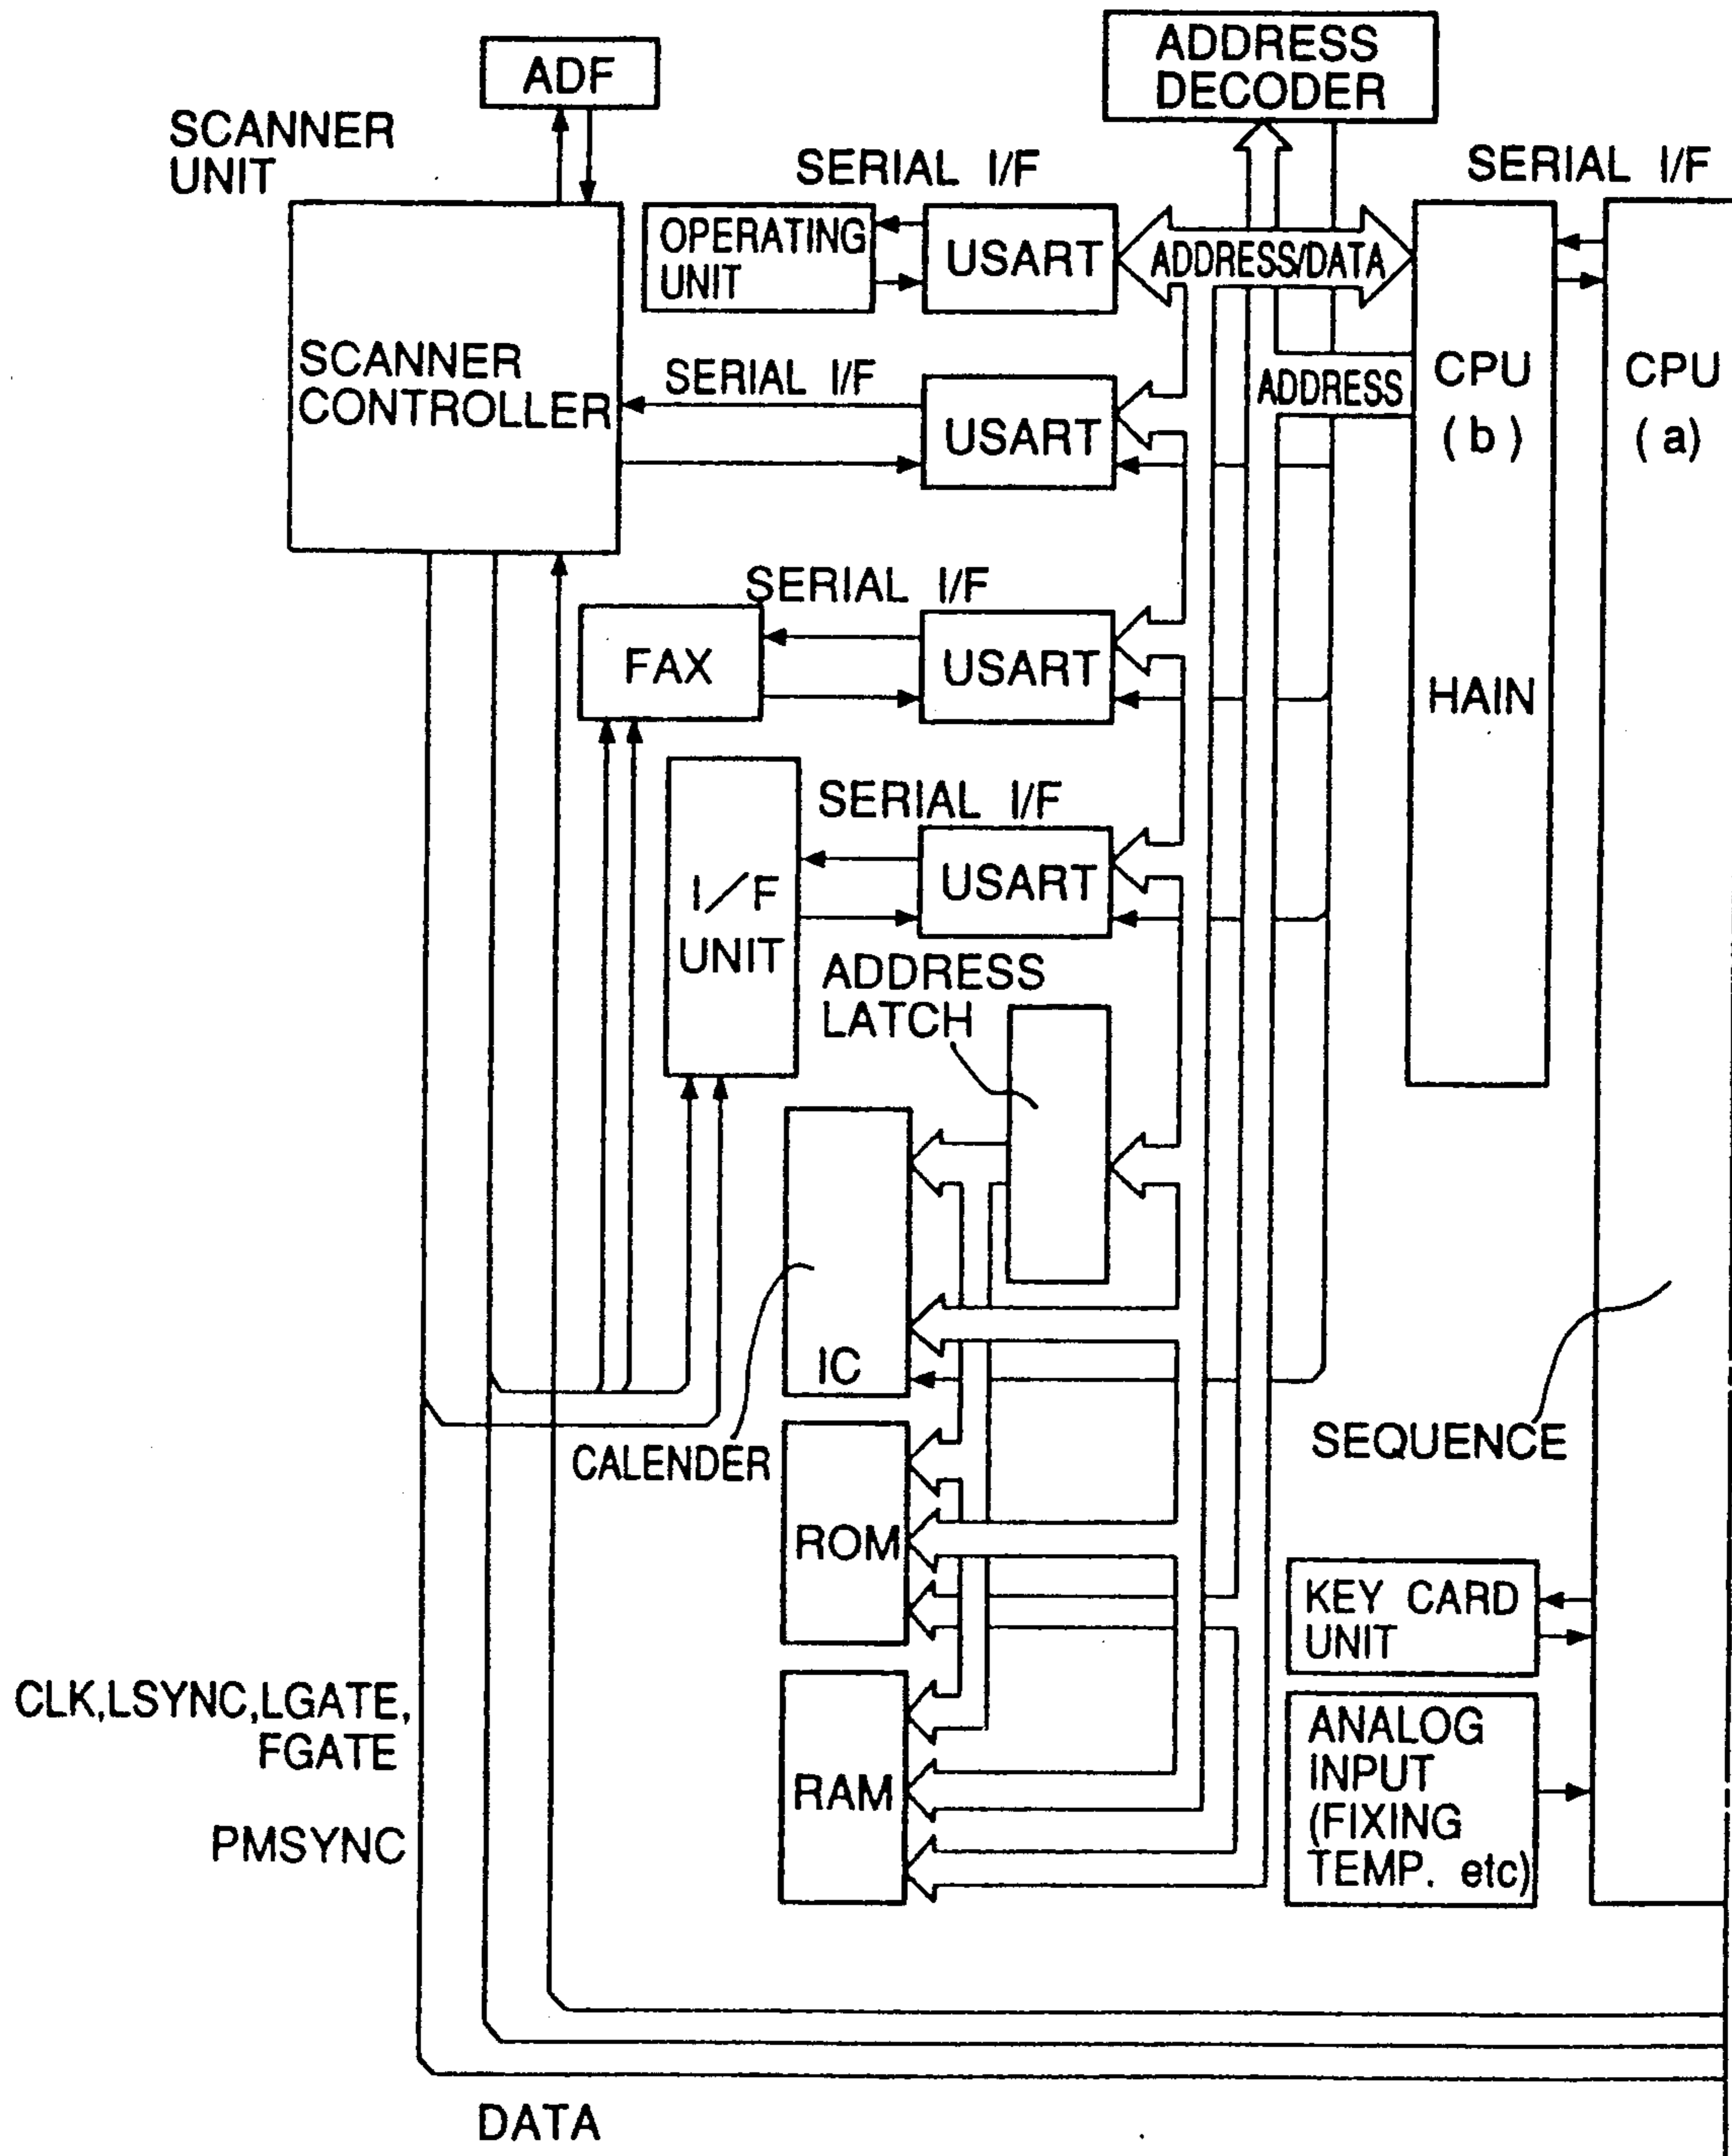 ADDRESS
DECODER
ADF
SCANNER
UNIT
SERIAL I/F
SERIAL I/F
OPERATING
UNIT
USART
ADDRESS/DATA
SCANNER
CONTROLLER
SERIAL I/F
USART
ADDRESS
CPU
(b)
CPU
(a)
SERIAL I/F
FAX
USART
HAIN
SERIAL I/F
I/F
UNIT
USART
ADDRESS
LATCH
IC
CALENDER
SEQUENCE
ROM
KEY CARD
UNIT
CLK,LSYNC,LGATE,
FGATE
ANALOG
INPUT
(FIXING
TEMP. etc)
RAM
PMSYNC
DATA